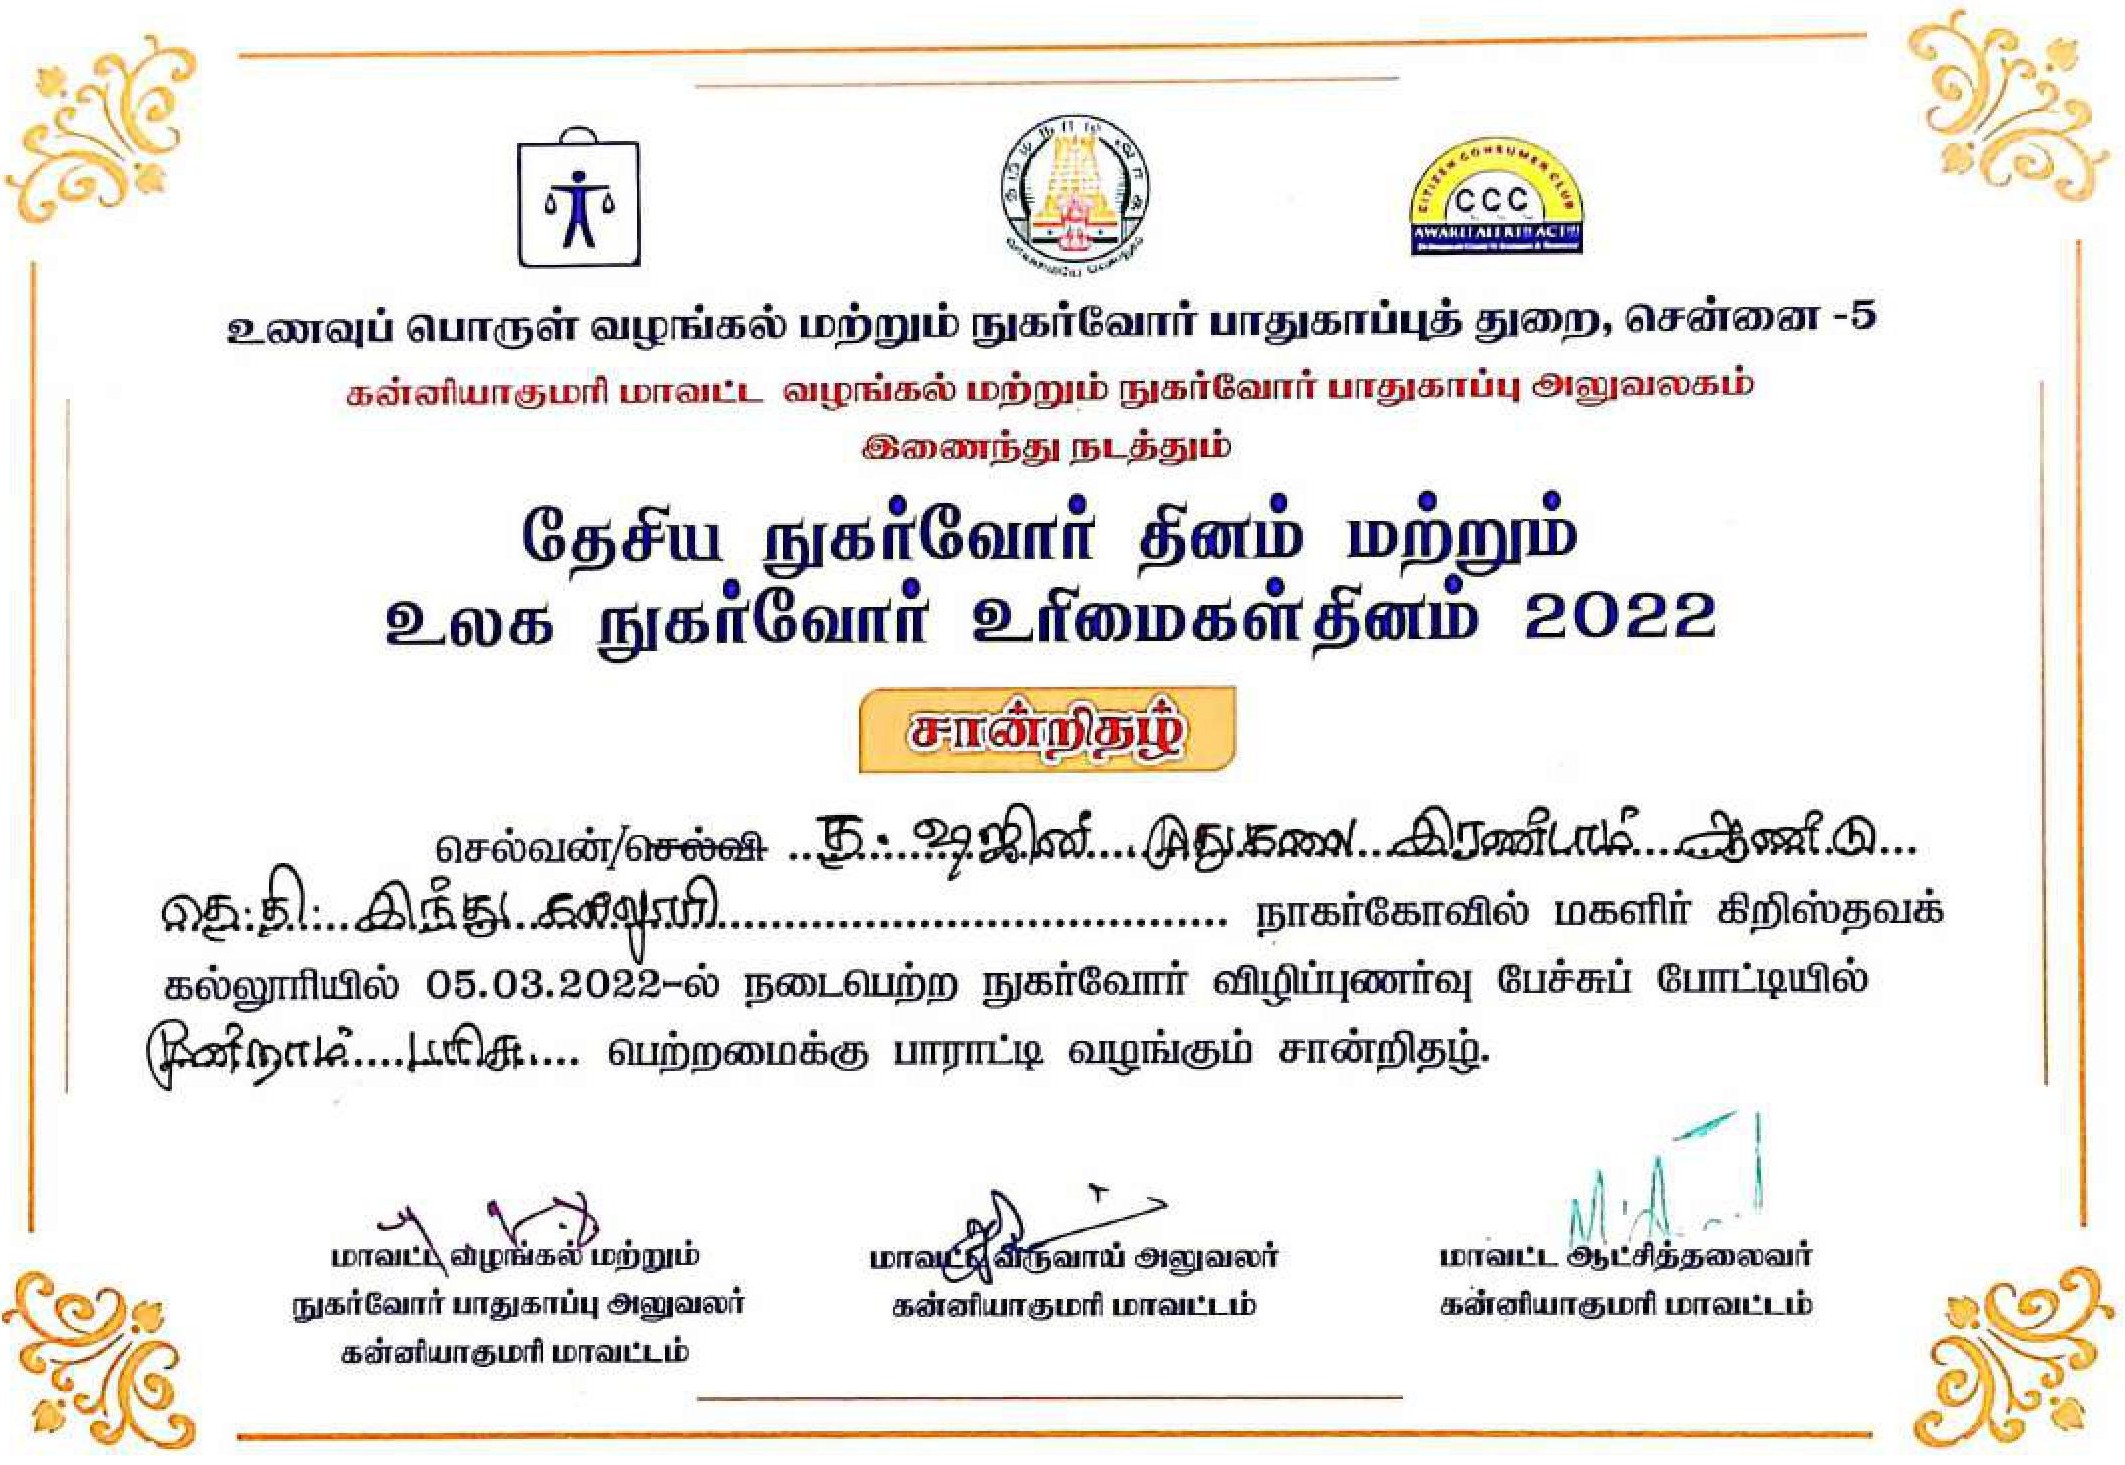 தமிழ் நாடு அரசு
வாய்மையே வெல்லும்
CITIZEN CONSUMER CLUB
CCC
AWARE! ALERT!! ACT!!!
உணவுப் பொருள் வழங்கல் மற்றும் நுகர்வோர் பாதுகாப்புத் துறை, சென்னை -5
கன்னியாகுமரி மாவட்ட வழங்கல் மற்றும் நுகர்வோர் பாதுகாப்பு அலுவலகம்
இணைந்து நடத்தும்
தேசிய நுகர்வோர் தினம் மற்றும்
உலக நுகர்வோர் உரிமைகள்தினம் 2022
சான்றிதழ்
செல்வன்/செல்வி ஷஜினி முதுகலை இரண்டாம் ஆண்டு
தெ.தி. இந்து கல்லூரி நாகர்கோவில் மகளிர் கிறிஸ்தவக்
கல்லூரியில் 05.03.2022-ல் நடைபெற்ற நுகர்வோர் விழிப்புணர்வு பேச்சுப் போட்டியில்
மூன்றாம் பரிசு பெற்றமைக்கு பாராட்டி வழங்கும் சான்றிதழ்.
மாவட்ட வழங்கல் மற்றும்
நுகர்வோர் பாதுகாப்பு அலுவலர்
கன்னியாகுமரி மாவட்டம்
மாவட்ட வருவாய் அலுவலர்
கன்னியாகுமரி மாவட்டம்
மாவட்ட ஆட்சித்தலைவர்
கன்னியாகுமரி மாவட்டம்